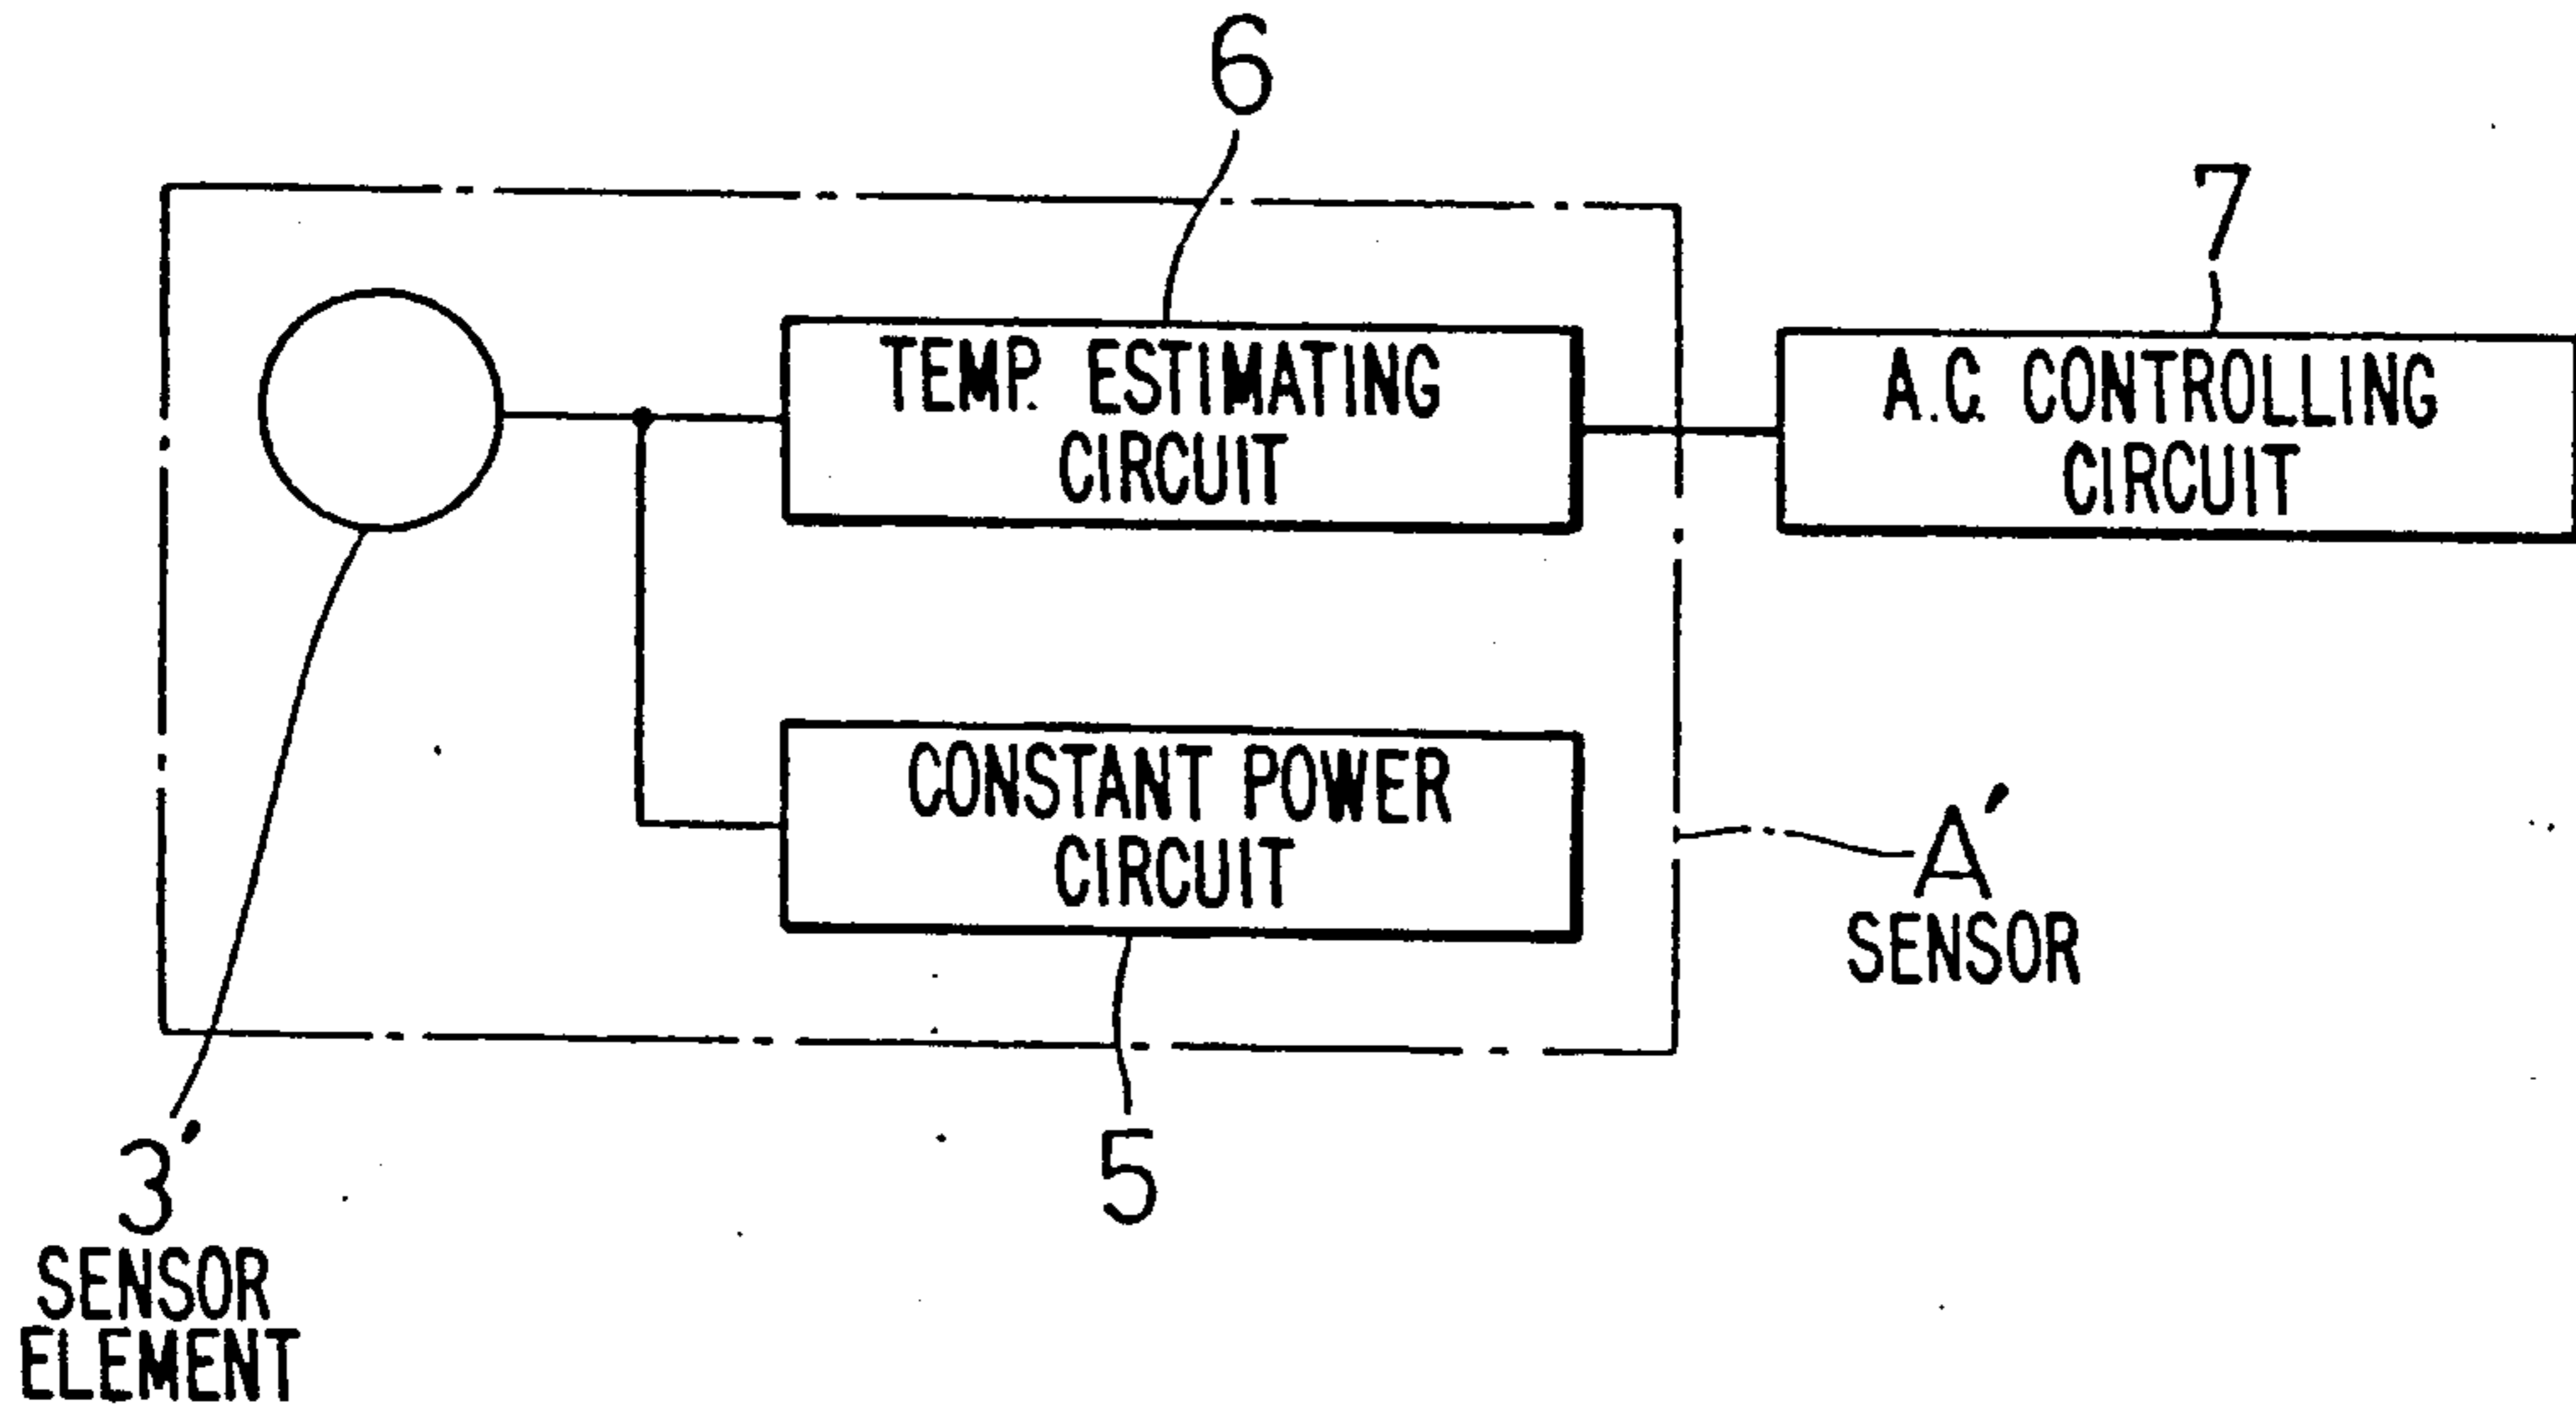 6
7
TEMP. ESTIMATING
CIRCUIT
A.C. CONTROLLING
CIRCUIT
CONSTANT POWER
CIRCUIT
A'
SENSOR
3'
SENSOR
ELEMENT
5